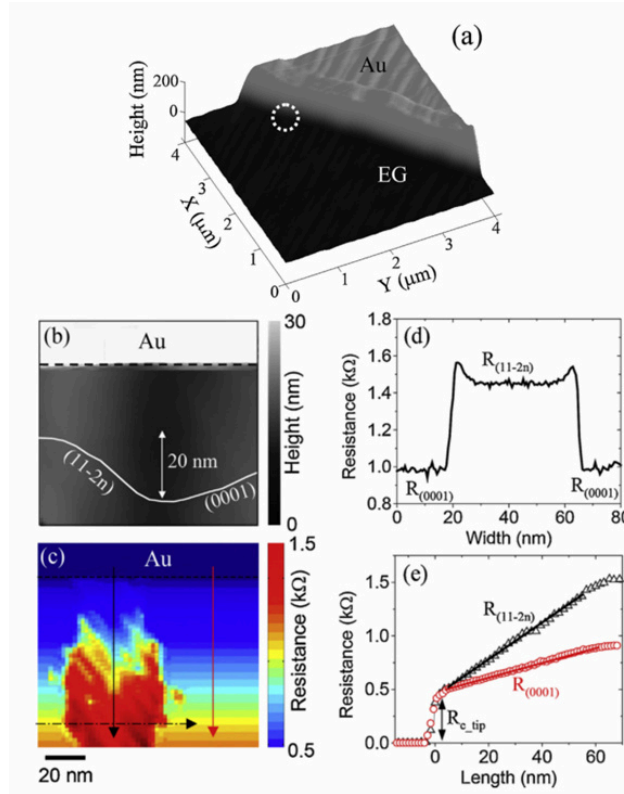 (a)
Au
EG
Height (nm)
200
0
X (μm)
4
3
2
1
0
Y (μm)
0
1
2
3
4
(b)
Au
(11-2n)
20 nm
(0001)
30
Height (nm)
0
(c)
Au
20 nm
1.5
Resistance (kΩ)
0.5
(d)
Resistance (kΩ)
1.8
1.6
1.4
1.2
1.0
0.8
R(11-2n)
R(0001)
R(0001)
0 20 40 60 80
Width (nm)
(e)
Resistance (kΩ)
1.5
1.0
0.5
0.0
R(11-2n)
R(0001)
Rc_tip
0 20 40 60
Length (nm)